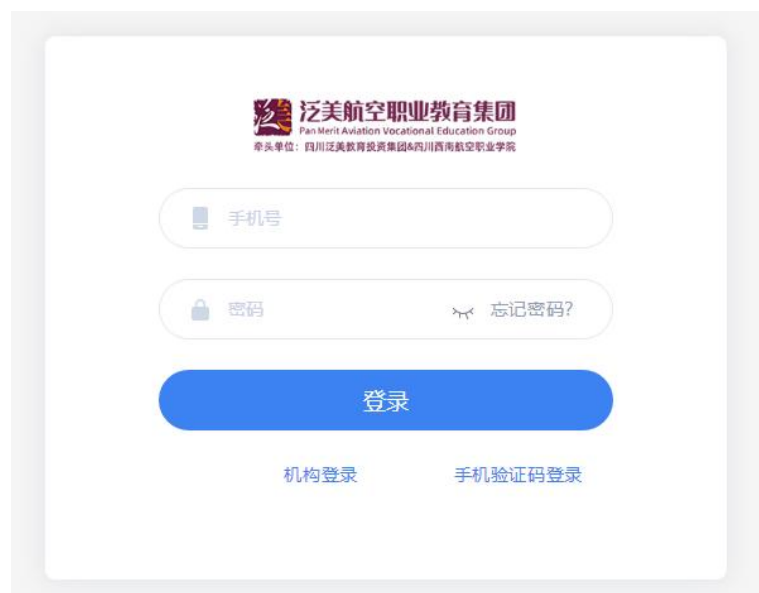 泛美航空职业教育集团
Pan Merit Aviation Vocational Education Group
牵头单位：四川泛美教育投资集团&四川西南航空职业学院
手机号
密码 忘记密码?
登录
机构登录 手机验证码登录